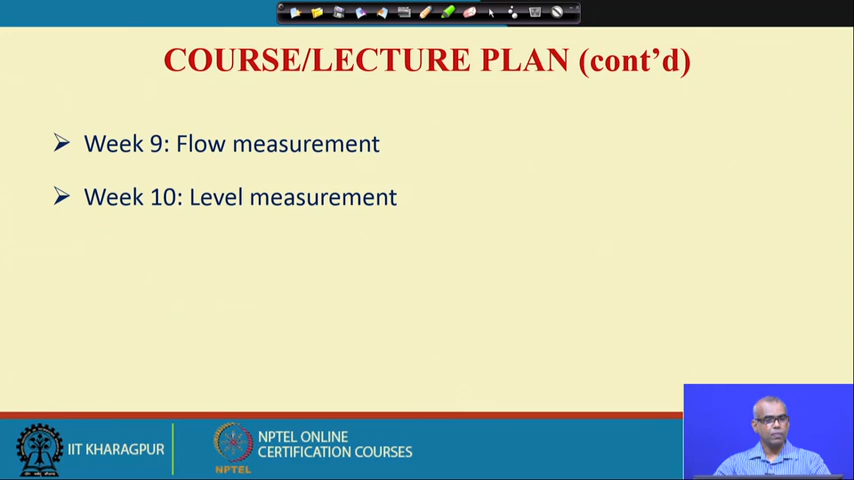 COURSE/LECTURE PLAN (cont’d)
➢ Week 9: Flow measurement
➢ Week 10: Level measurement
IIT KHARAGPUR
NPTEL
NPTEL ONLINE
CERTIFICATION COURSES